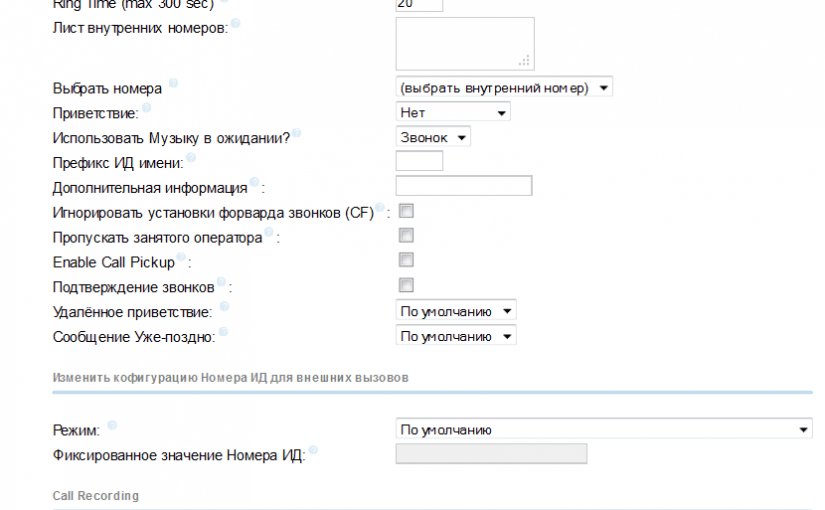 Ring Time (max 300 sec) 20
Лист внутренних номеров:
Выбрать номера (выбрать внутренний номер)
Приветствие: Нет
Использовать Музыку в ожидании? Звонок
Префикс ИД имени:
Дополнительная информация :
Игнорировать установки форварда звонков (CF) :
Пропускать занятого оператора :
Enable Call Pickup :
Подтверждение звонков :
Удалённое приветствие: По умолчанию
Сообщение Уже-поздно: По умолчанию
Изменить кофигурацию Номера ИД для внешних вызовов
Режим: По умолчанию
Фиксированное значение Номера ИД:
Call Recording